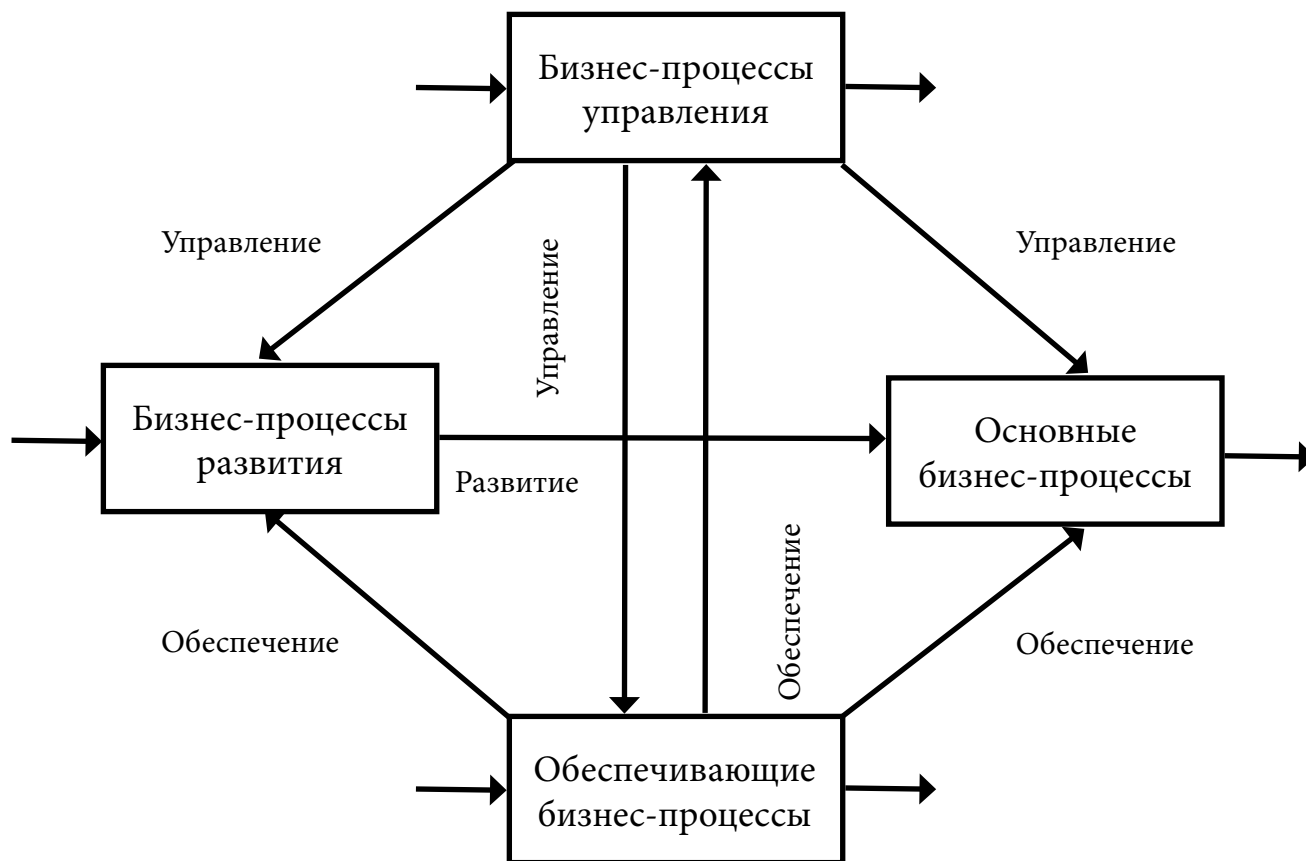 Бизнес-процессы
управления
Управление
Управление
Управление
Бизнес-процессы
развития
Развитие
Основные
бизнес-процессы
Обеспечение
Обеспечение
Обеспечение
Обеспечивающие
бизнес-процессы